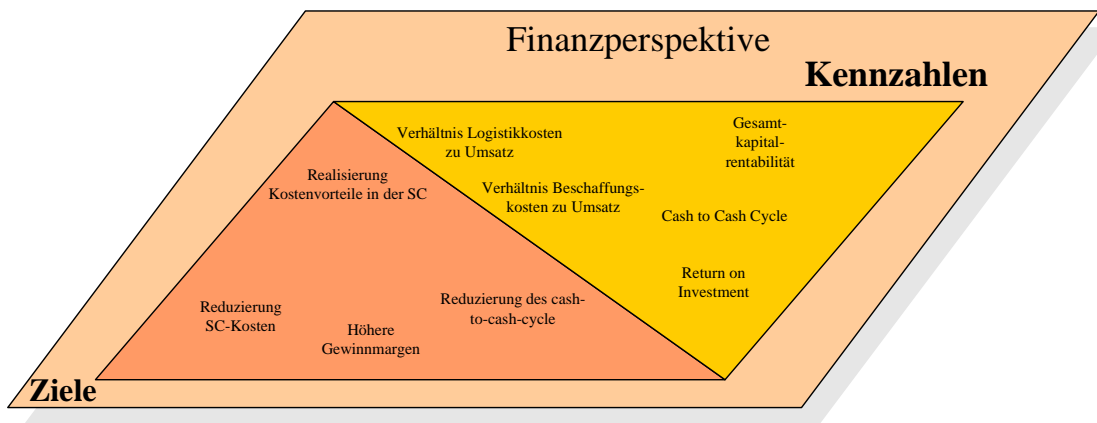 Finanzperspektive
Kennzahlen
Verhältnis Logistikkosten
zu Umsatz
Gesamt-
kapital-
rentabilität
Realisierung
Kostenvorteile in der SC
Verhältnis Beschaffungs-
kosten zu Umsatz
Cash to Cash Cycle
Return on
Investment
Reduzierung
SC-Kosten
Höhere
Gewinnmargen
Reduzierung des cash-
to-cash-cycle
Ziele